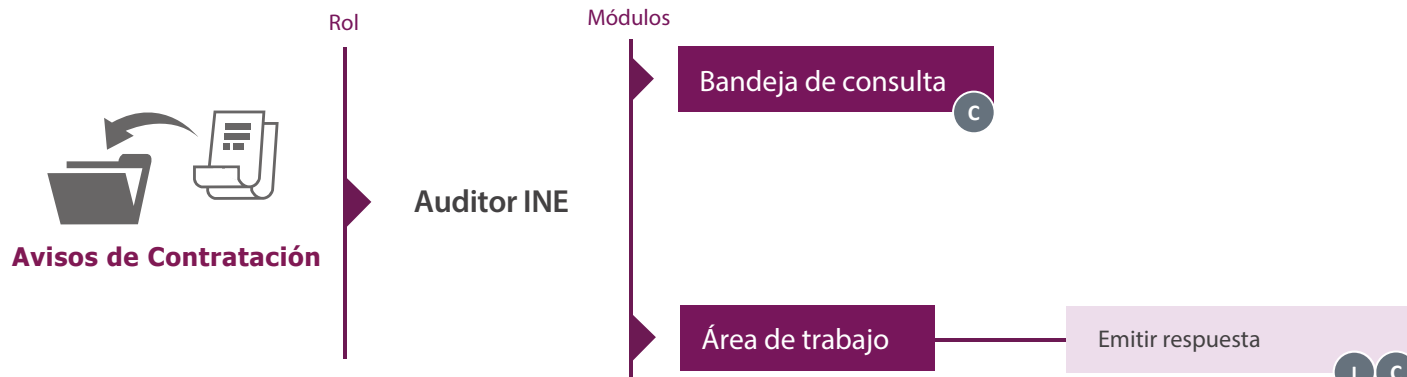 Rol
Módulos
Bandeja de consulta
C
Auditor INE
Avisos de Contratación
Área de trabajo
Emitir respuesta
C